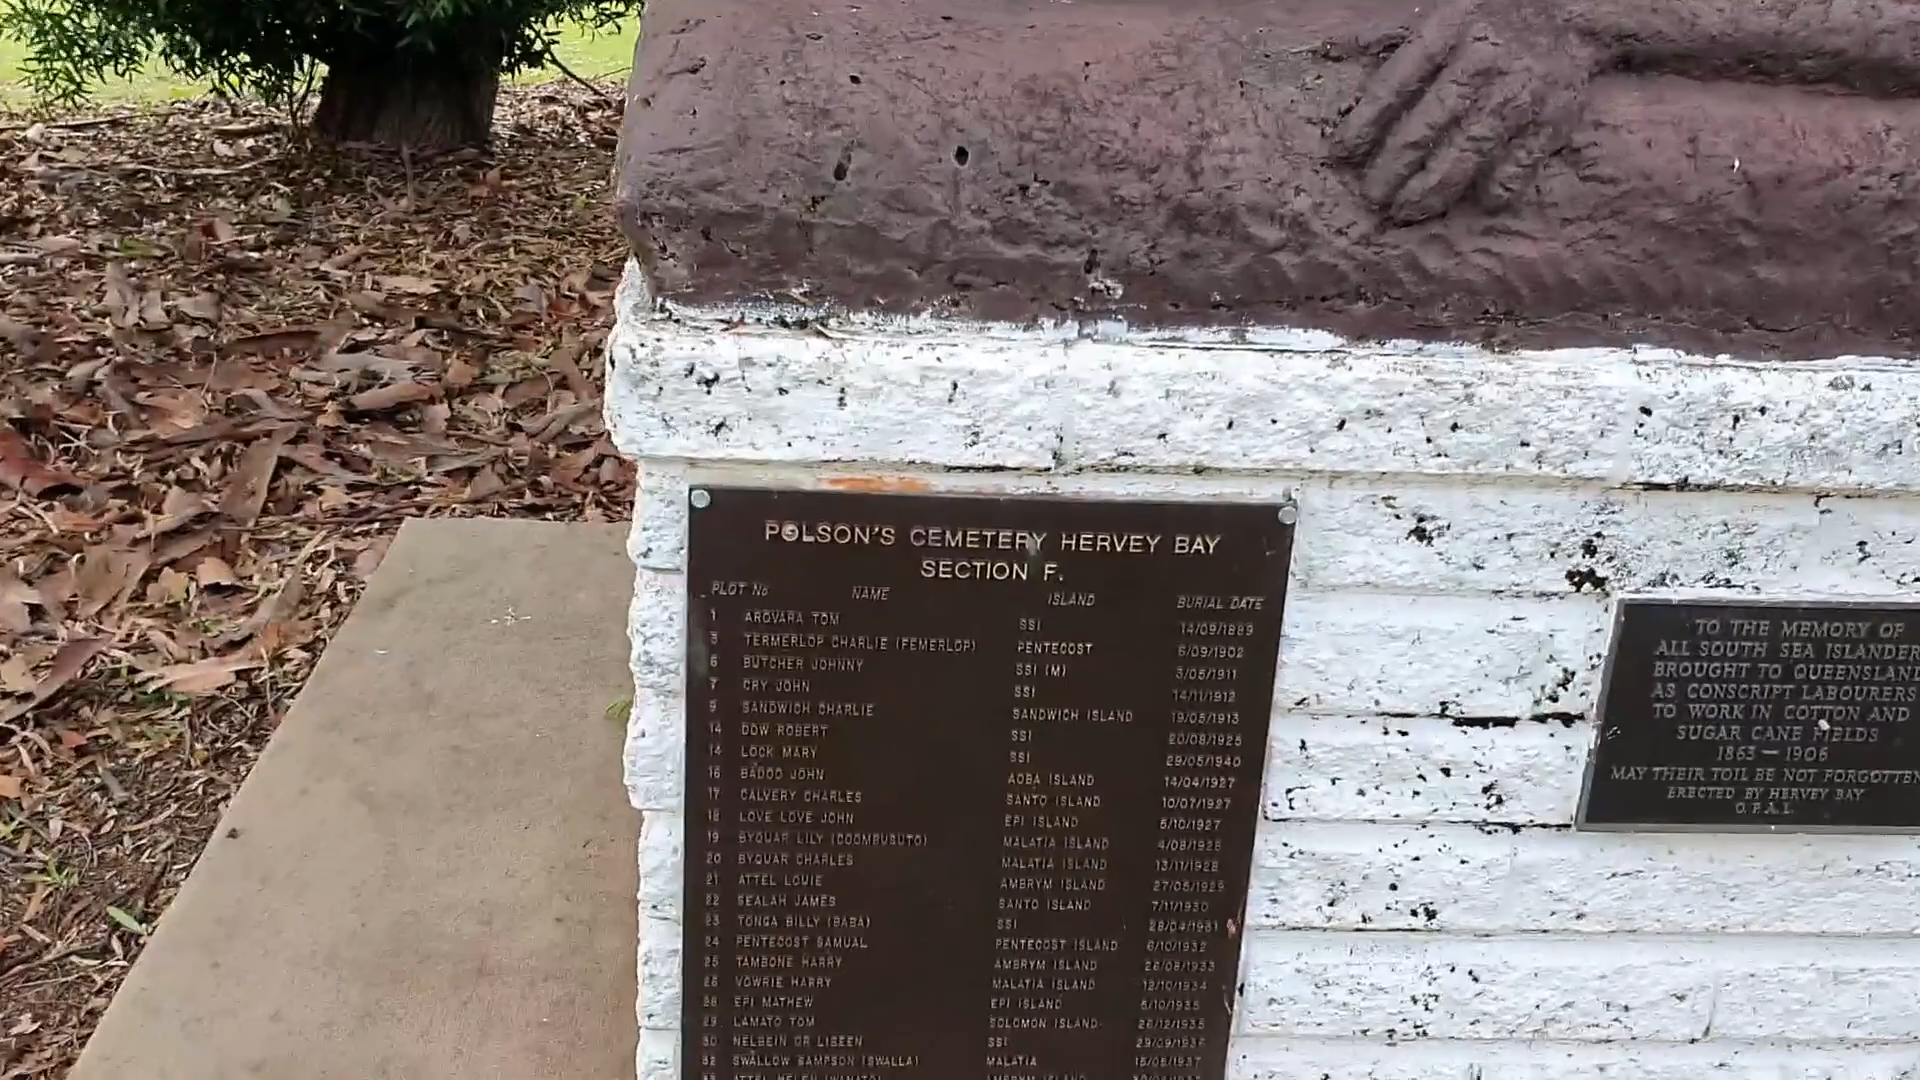 POLSON'S CEMETERY HERVEY BAY
SECTION F.
PLOT No NAME ISLAND BURIAL DATE
1 AROVARA TOM SSI 14/09/1889
3 TERMERLOP CHARLIE (FEMERLOP) PENTECOST 6/09/1902
6 BUTCHER JOHNNY SSI (M) 3/05/1911
7 CRY JOHN SSI 14/11/1912
9 SANDWICH CHARLIE SANDWICH ISLAND 19/05/1913
14 DOW ROBERT SSI 20/08/1925
14 LOCK MARY SSI 29/05/1940
16 BADOO JOHN AOBA ISLAND 14/04/1927
17 CALVERY CHARLES SANTO ISLAND 10/07/1927
18 LOVE LOVE JOHN EPI ISLAND 5/10/1927
19 BYQUAR LILY (COOMBUSUTO) MALATIA ISLAND 4/08/1928
20 BYQUAR CHARLES MALATIA ISLAND 13/11/1928
21 ATTEL LOUIE AMBRYM ISLAND 27/05/1929
22 SEALAH JAMES SANTO ISLAND 7/11/1930
23 TONGA BILLY (BABA) SSI 28/04/1931
24 PENTECOST SAMUAL PENTECOST ISLAND 6/10/1932
25 TAMBONE HARRY AMBRYM ISLAND 26/08/1933
26 VOWRIE HARRY MALATIA ISLAND 12/10/1934
28 EPI MATHEW EPI ISLAND 5/10/1935
29 LAMATO TOM SOLOMON ISLAND 26/12/1935
30 NELBEIN OR LISEEN SSI
32 SWALLOW SAMPSON (SWALLA) MALATIA 15/05/1937
ATTEL HELEN AMBRYM ISLAND
TO THE MEMORY OF
ALL SOUTH SEA ISLANDER
BROUGHT TO QUEENSLAND
AS CONSCRIPT LABOURERS
TO WORK IN COTTON AND
SUGAR CANE FIELDS
1863 — 1906
MAY THEIR TOIL BE NOT FORGOTTEN
ERECTED BY HERVEY BAY
O.P.A.L.